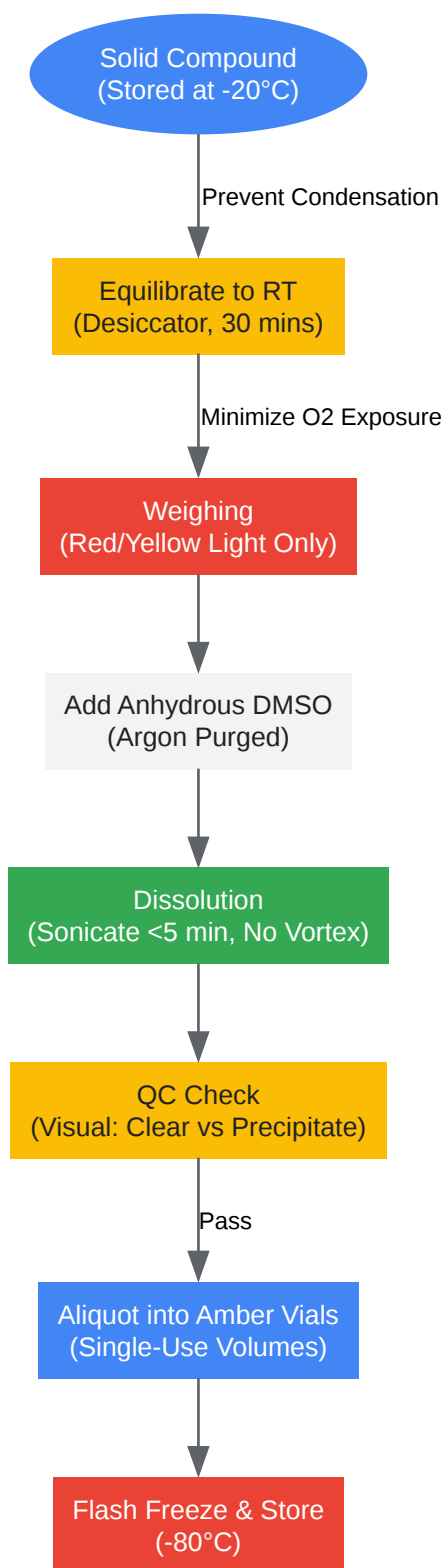 Solid Compound
(Stored at -20°C)
Prevent Condensation
Equilibrate to RT
(Desiccator, 30 mins)
Minimize O2 Exposure
Weighing
(Red/Yellow Light Only)
Add Anhydrous DMSO
(Argon Purged)
Dissolution
(Sonicate <5 min, No Vortex)
QC Check
(Visual: Clear vs Precipitate)
Pass
Aliquot into Amber Vials
(Single-Use Volumes)
Flash Freeze & Store
(-80°C)